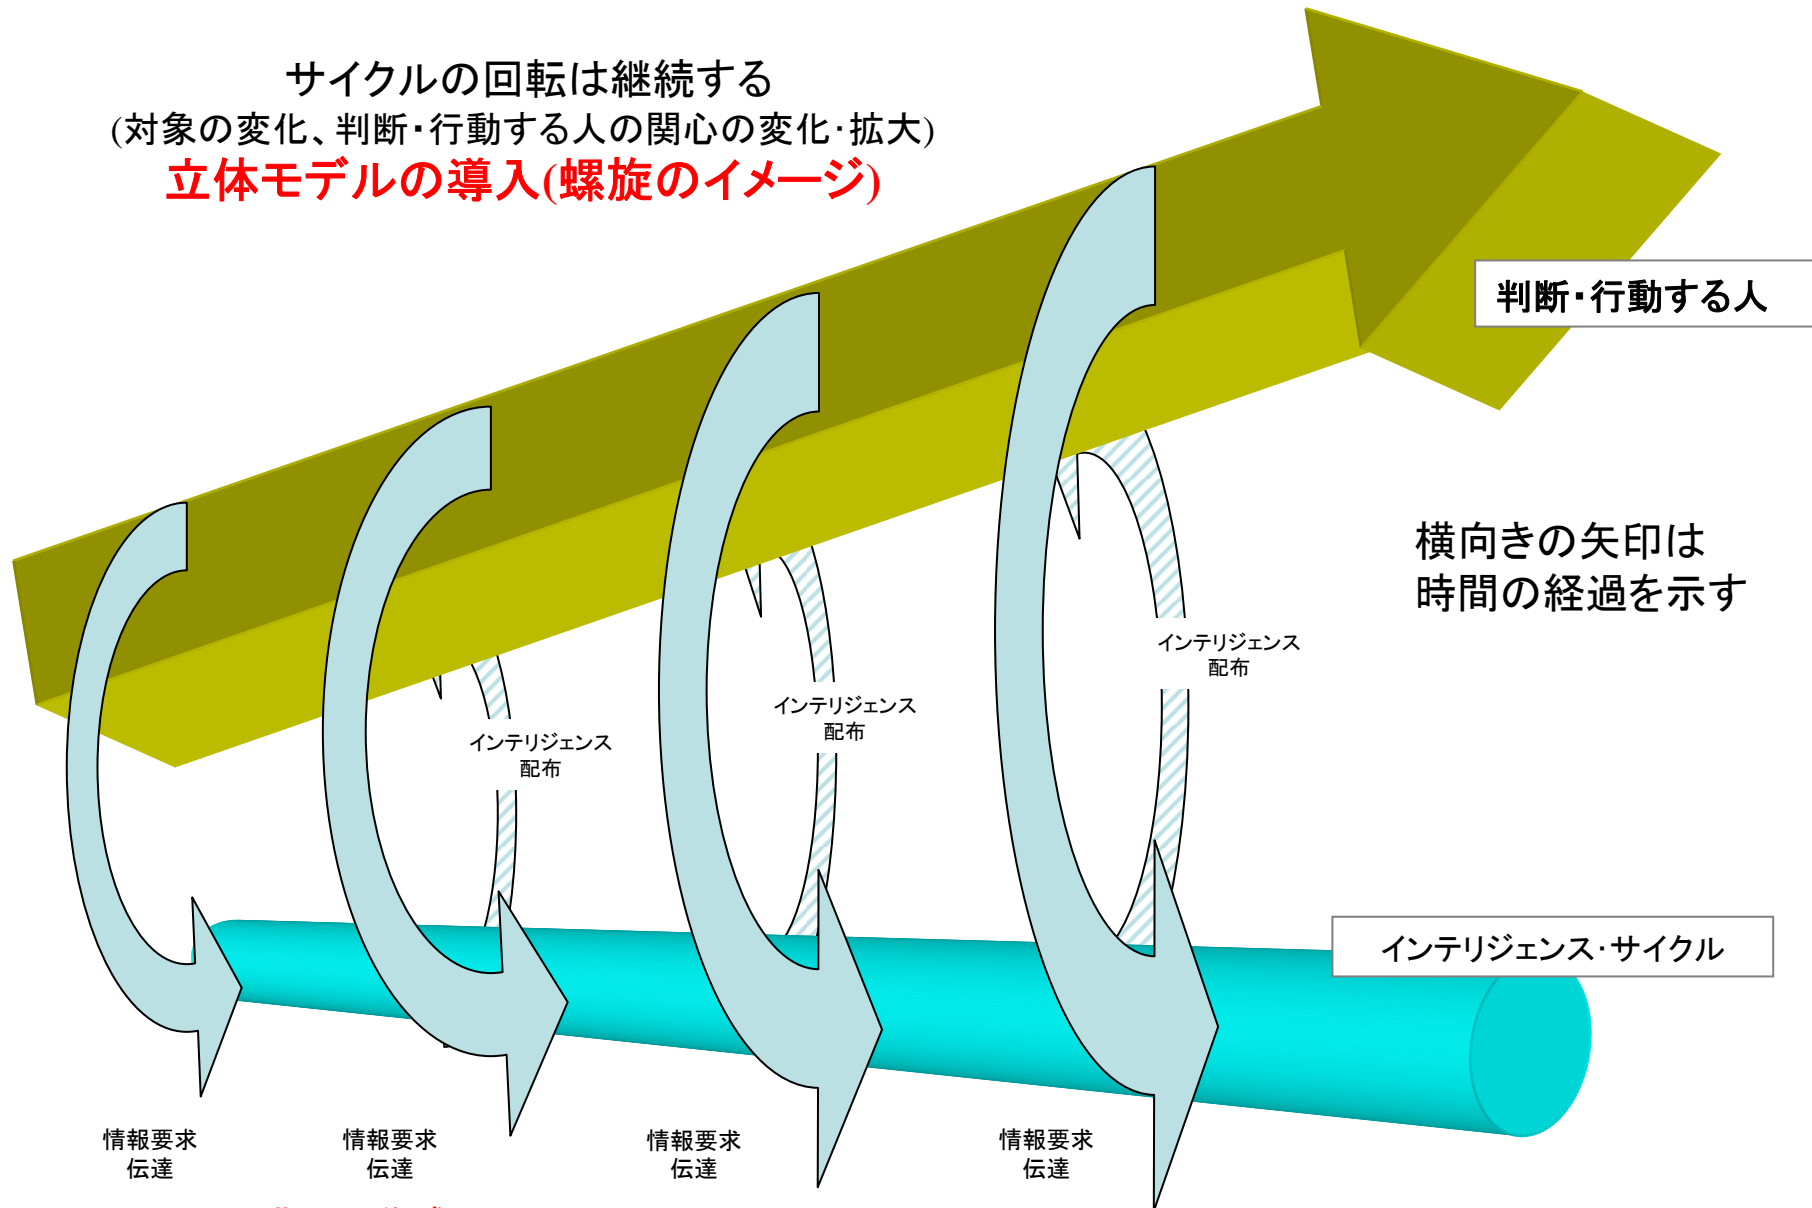 サイクルの回転は継続する
(対象の変化、判断・行動する人の関心の変化・拡大)
立体モデルの導入(螺旋のイメージ)
判断・行動する人
横向きの矢印は
時間の経過を示す
インテリジェンス
配布
インテリジェンス
配布
インテリジェンス
配布
インテリジェンス・サイクル
情報要求
伝達
情報要求
伝達
情報要求
伝達
情報要求
伝達